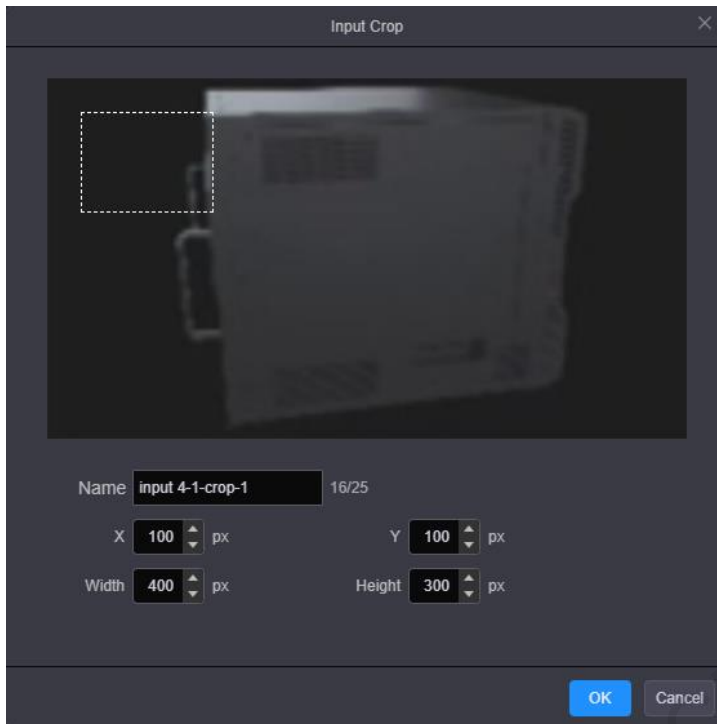 Input Crop
Name input 4-1-crop-1 16/25
X 100 px Y 100 px
Width 400 px Height 300 px
OK Cancel